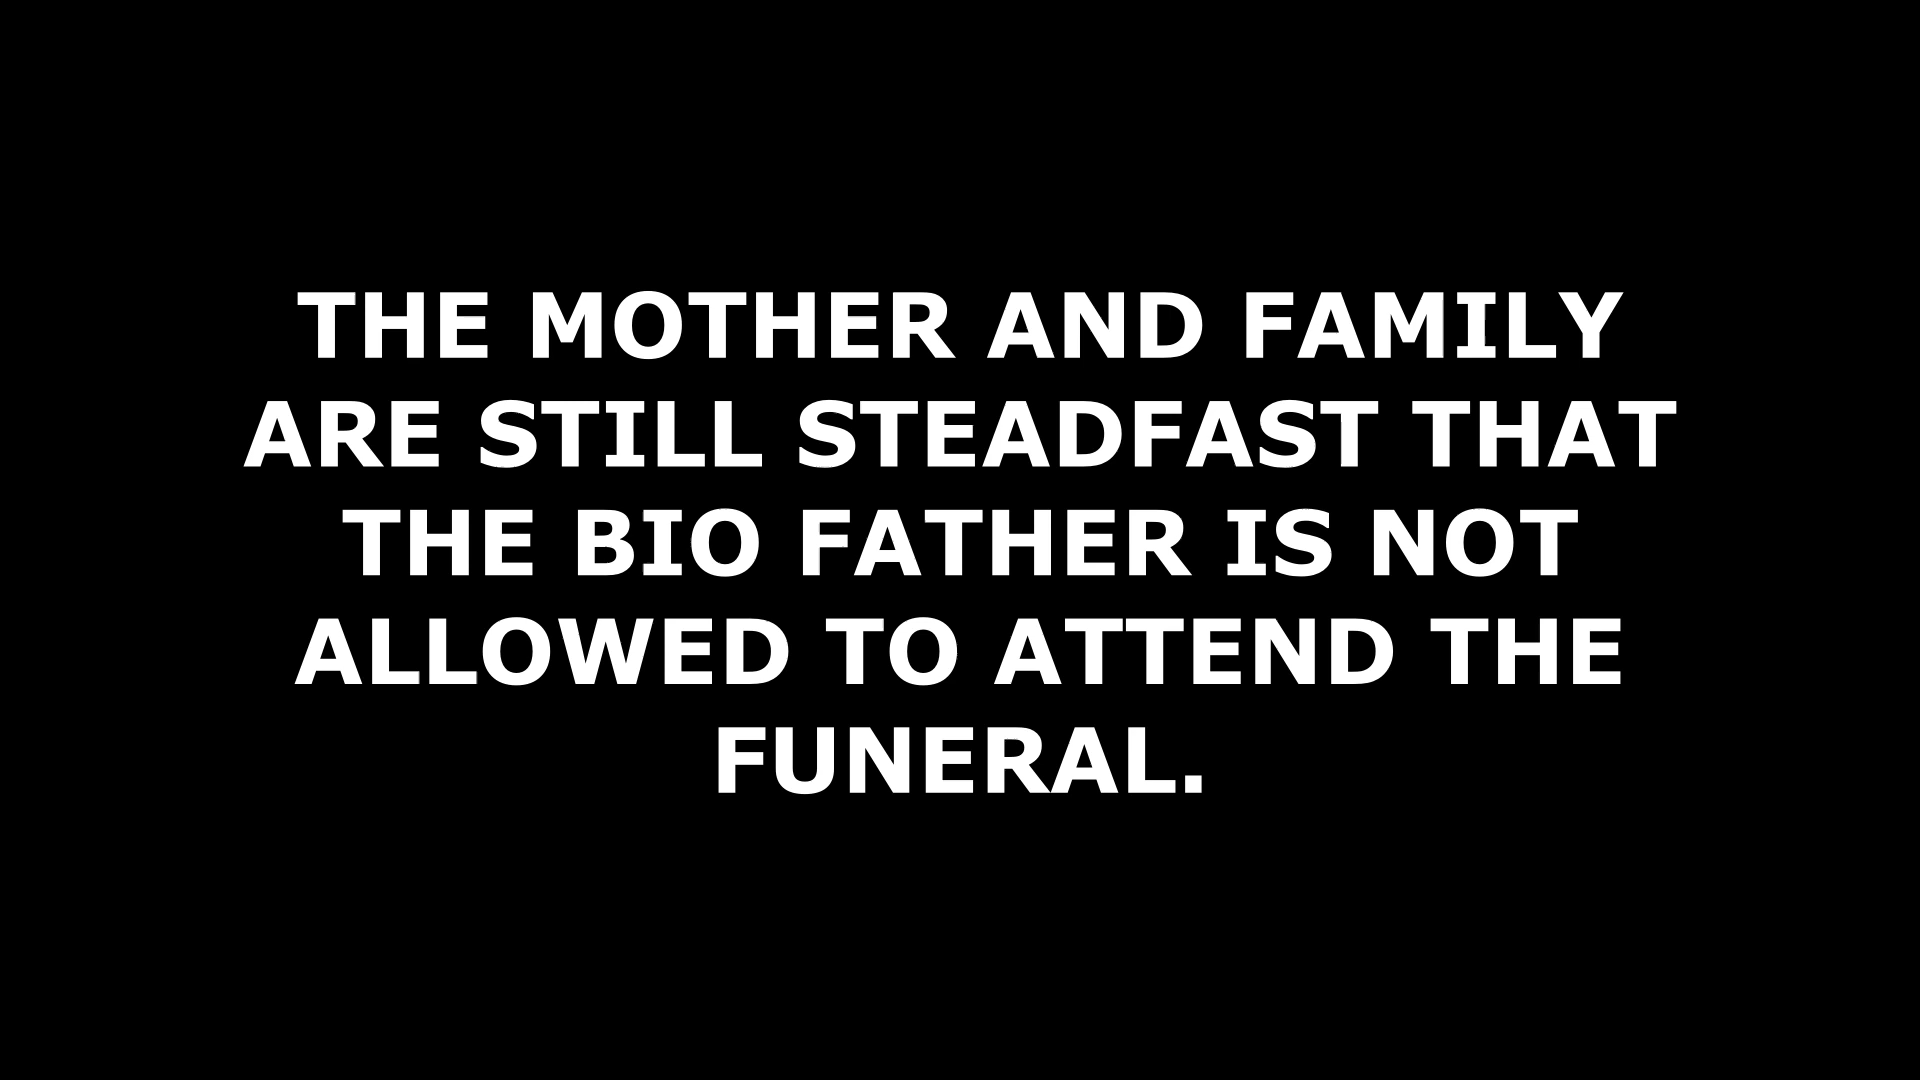 THE MOTHER AND FAMILY
ARE STILL STEADFAST THAT
THE BIO FATHER IS NOT
ALLOWED TO ATTEND THE
FUNERAL.